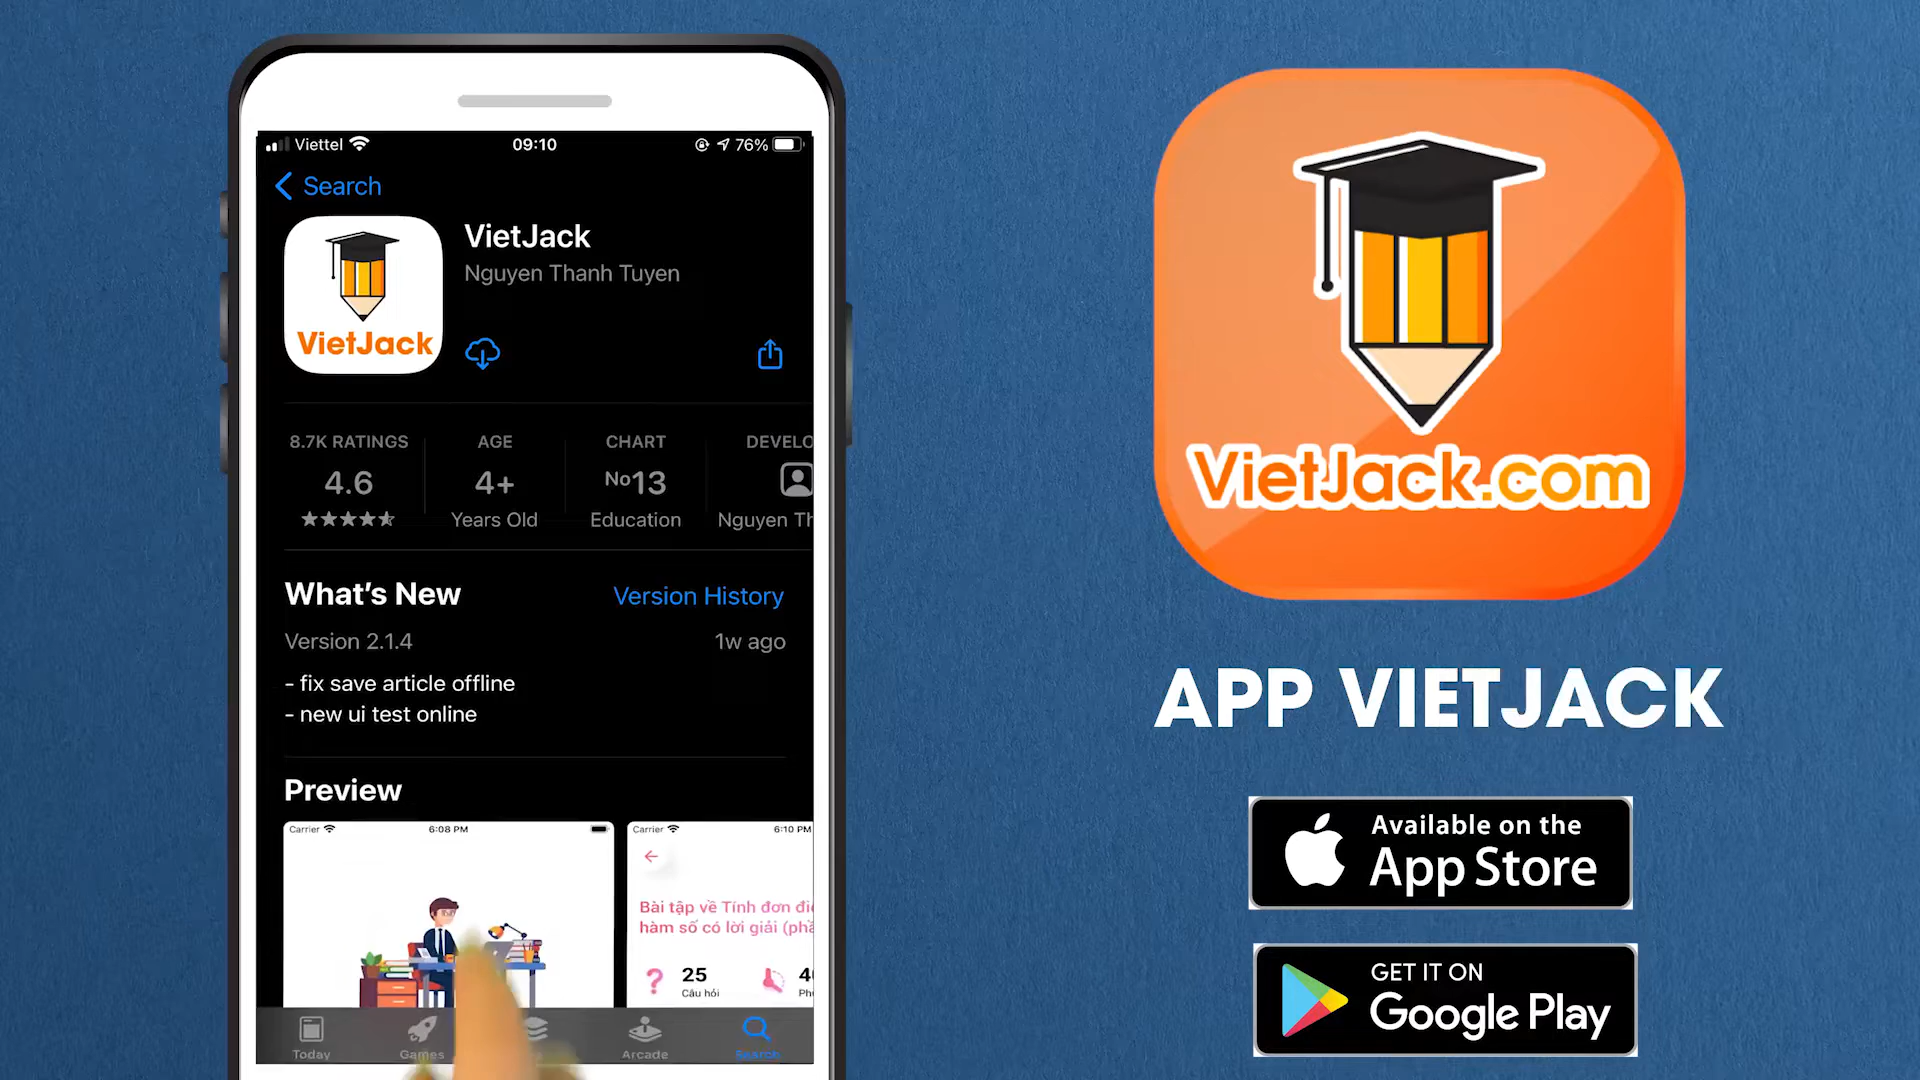 Viettel
09:10
76%
Search
VietJack
VietJack
Nguyen Thanh Tuyen
8.7K RATINGS
4.6
AGE
4+
Years Old
CHART
No13
Education
DEVELO
Nguyen Th
What's New
Version History
Version 2.1.4
1w ago
- fix save article offline
- new ui test online
Preview
Carrier
6:08 PM
Carrier
6:10 PM
Bài tập về Tính đơn đi
hàm số có lời giải (phầ
?
25
Câu hỏi
4
Ph
Today
Games
Arcade
Search
VietJack.com
APP VIETJACK
Available on the
App Store
GET IT ON
Google Play